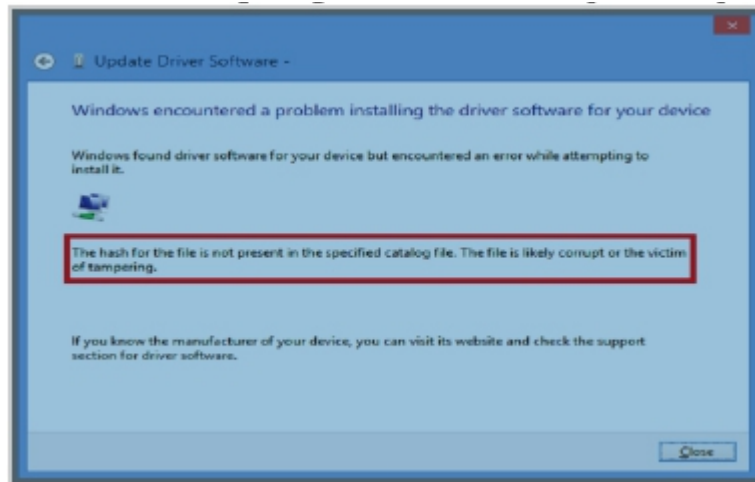 Update Driver Software -
Windows encountered a problem installing the driver software for your device
Windows found driver software for your device but encountered an error while attempting to
install it.
The hash for the file is not present in the specified catalog file. The file is likely corrupt or the victim
of tampering.
If you know the manufacturer of your device, you can visit its website and check the support
section for driver software.
Close